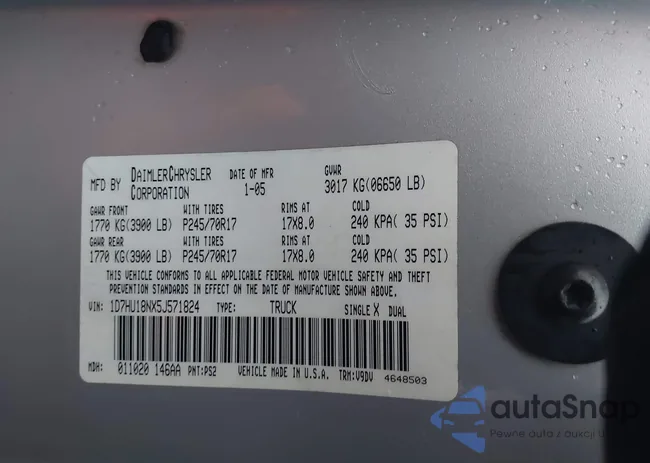 MFD BY DAIMLERCHRYSLER CORPORATION DATE OF MFR 1-05 GVWR 3017 KG(06650 LB)
GAWR FRONT WITH TIRES RIMS AT COLD
1770 KG(3900 LB) P245/70R17 17X8.0 240 KPA( 35 PSI)
GAWR REAR WITH TIRES RIMS AT COLD
1770 KG(3900 LB) P245/70R17 17X8.0 240 KPA( 35 PSI)
THIS VEHICLE CONFORMS TO ALL APPLICABLE FEDERAL MOTOR VEHICLE SAFETY AND THEFT
PREVENTION STANDARDS IN EFFECT ON THE DATE OF MANUFACTURE SHOWN ABOVE.
VIN: 1D7HU18NX5J571824 TYPE: TRUCK SINGLE X DUAL
MDH: 011020 146AA PNT:PS2 VEHICLE MADE IN U.S.A. TRM:V9DV 4648503
autaSnap
Pewne auta z aukcji U